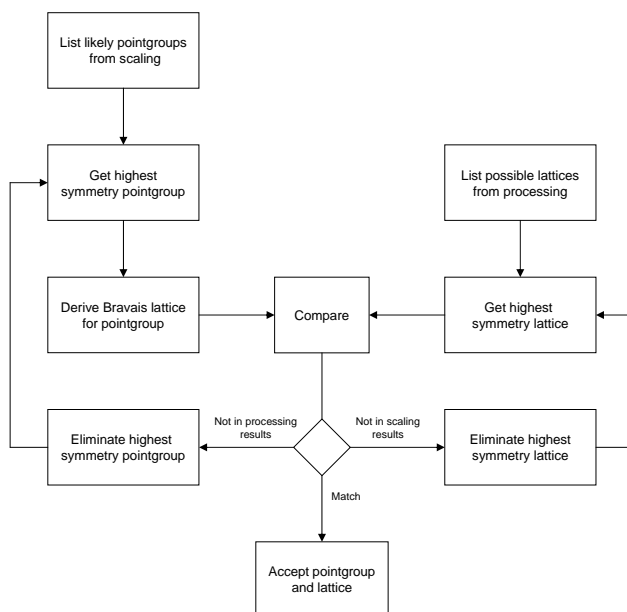 List likely pointgroups
from scaling
Get highest
symmetry pointgroup
List possible lattices
from processing
Derive Bravais lattice
for pointgroup
Compare
Get highest
symmetry lattice
Eliminate highest
symmetry pointgroup
Not in processing
results
Not in scaling
results
Eliminate highest
symmetry lattice
Match
Accept pointgroup
and lattice